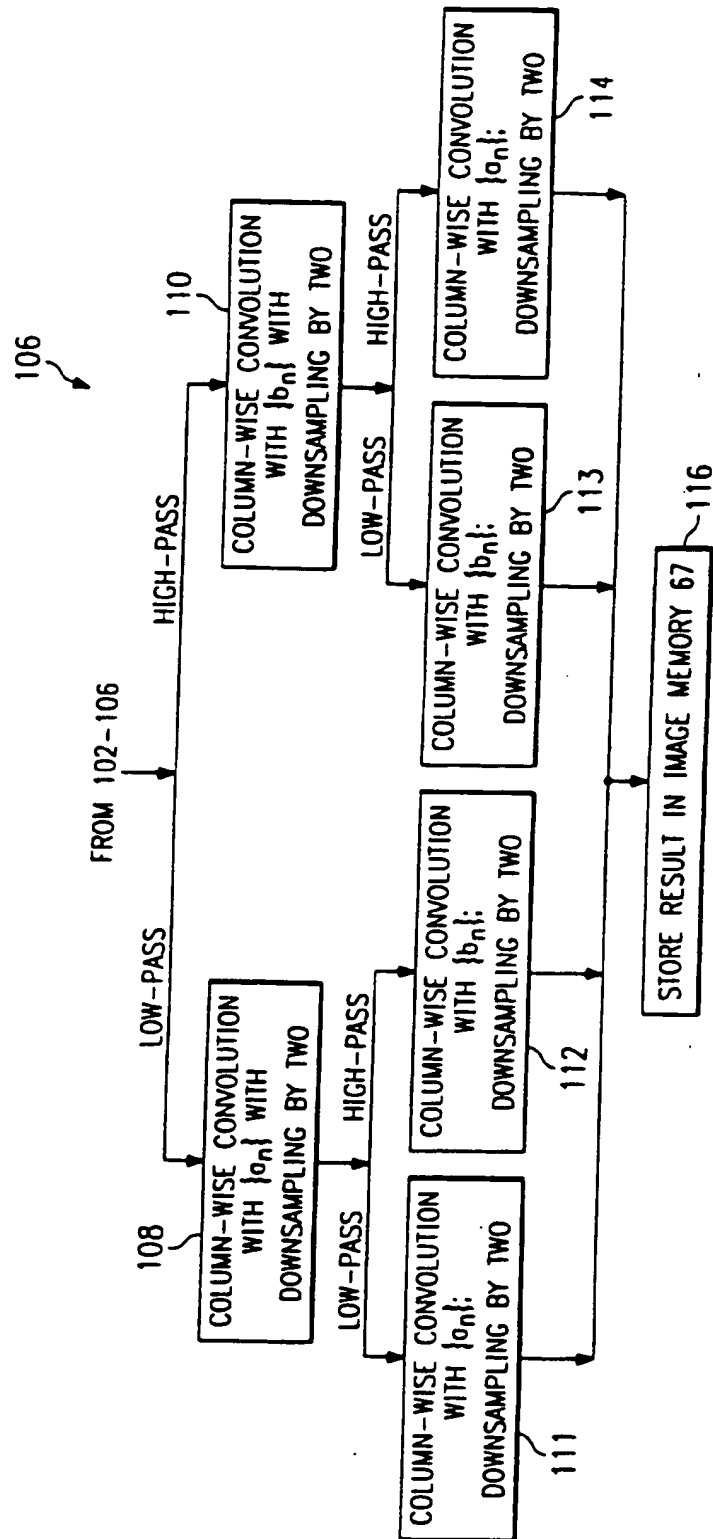 106
FROM 102-106
LOW-PASS
HIGH-PASS
108
COLUMN-WISE CONVOLUTION
WITH {an} WITH
DOWNSAMPLING BY TWO
110
COLUMN-WISE CONVOLUTION
WITH {bn} WITH
DOWNSAMPLING BY TWO
LOW-PASS
HIGH-PASS
LOW-PASS
HIGH-PASS
COLUMN-WISE CONVOLUTION
WITH {an};
DOWNSAMPLING BY TWO
111
COLUMN-WISE CONVOLUTION
WITH {bn};
DOWNSAMPLING BY TWO
112
COLUMN-WISE CONVOLUTION
WITH {bn};
DOWNSAMPLING BY TWO
113
COLUMN-WISE CONVOLUTION
WITH {an};
DOWNSAMPLING BY TWO
114
STORE RESULT IN IMAGE MEMORY 67
116